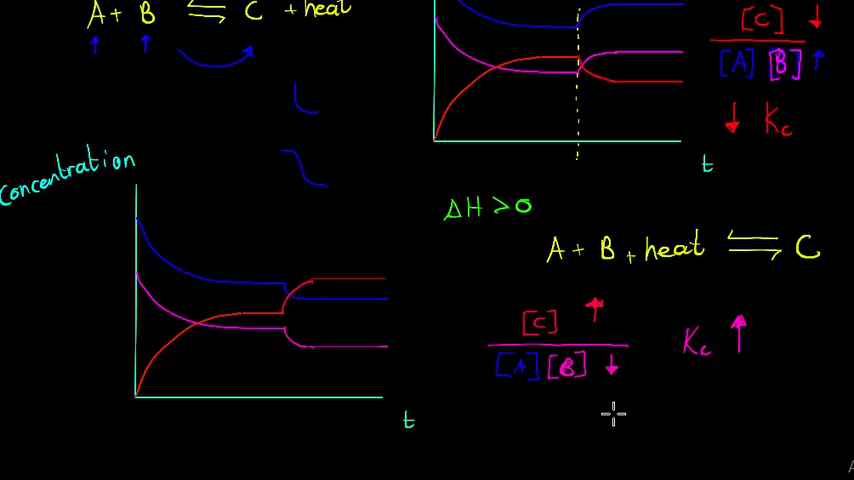 A + B ⇌ C + heat
[C] ↓
[A] [B] ↑
↓ Kc
t
Concentration
ΔH > 0
A + B + heat ⇌ C
[C] ↑
[A] [B] ↓
Kc ↑
t